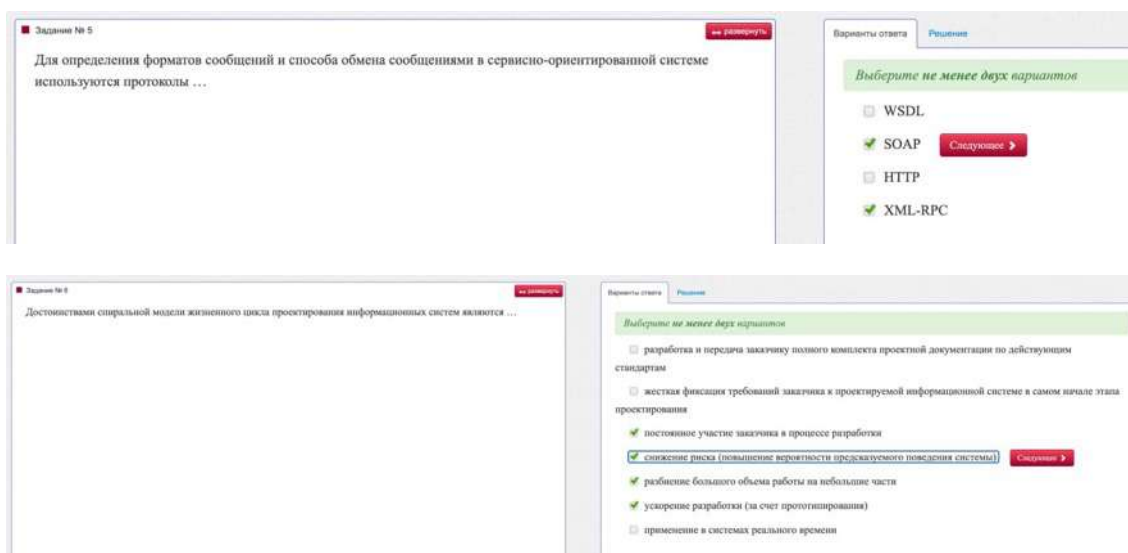 Задание № 5
развернуть
Для определения форматов сообщений и способа обмена сообщениями в сервисно-ориентированной системе
используются протоколы …
Варианты ответа
Решение
Выберите не менее двух вариантов
WSDL
SOAP
Следующее
HTTP
XML-RPC
Задание № 6
развернуть
Достоинствами спиральной модели жизненного цикла проектирования информационных систем являются …
Варианты ответа
Решение
Выберите не менее двух вариантов
разработка и передача заказчику полного комплекта проектной документации по действующим
стандартам
жесткая фиксация требований заказчика к проектируемой информационной системе в самом начале этапа
проектирования
постоянное участие заказчика в процессе разработки
снижение риска (повышение вероятности предсказуемого поведения системы)
Следующее
разбиение большого объема работы на небольшие части
ускорение разработки (за счет прототипирования)
применение в системах реального времени